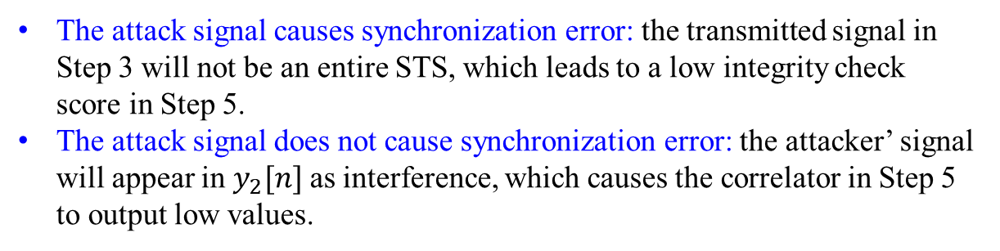 • The attack signal causes synchronization error: the transmitted signal in
Step 3 will not be an entire STS, which leads to a low integrity check
score in Step 5.
• The attack signal does not cause synchronization error: the attacker’ signal
will appear in 𝑦₂[𝑛] as interference, which causes the correlator in Step 5
to output low values.